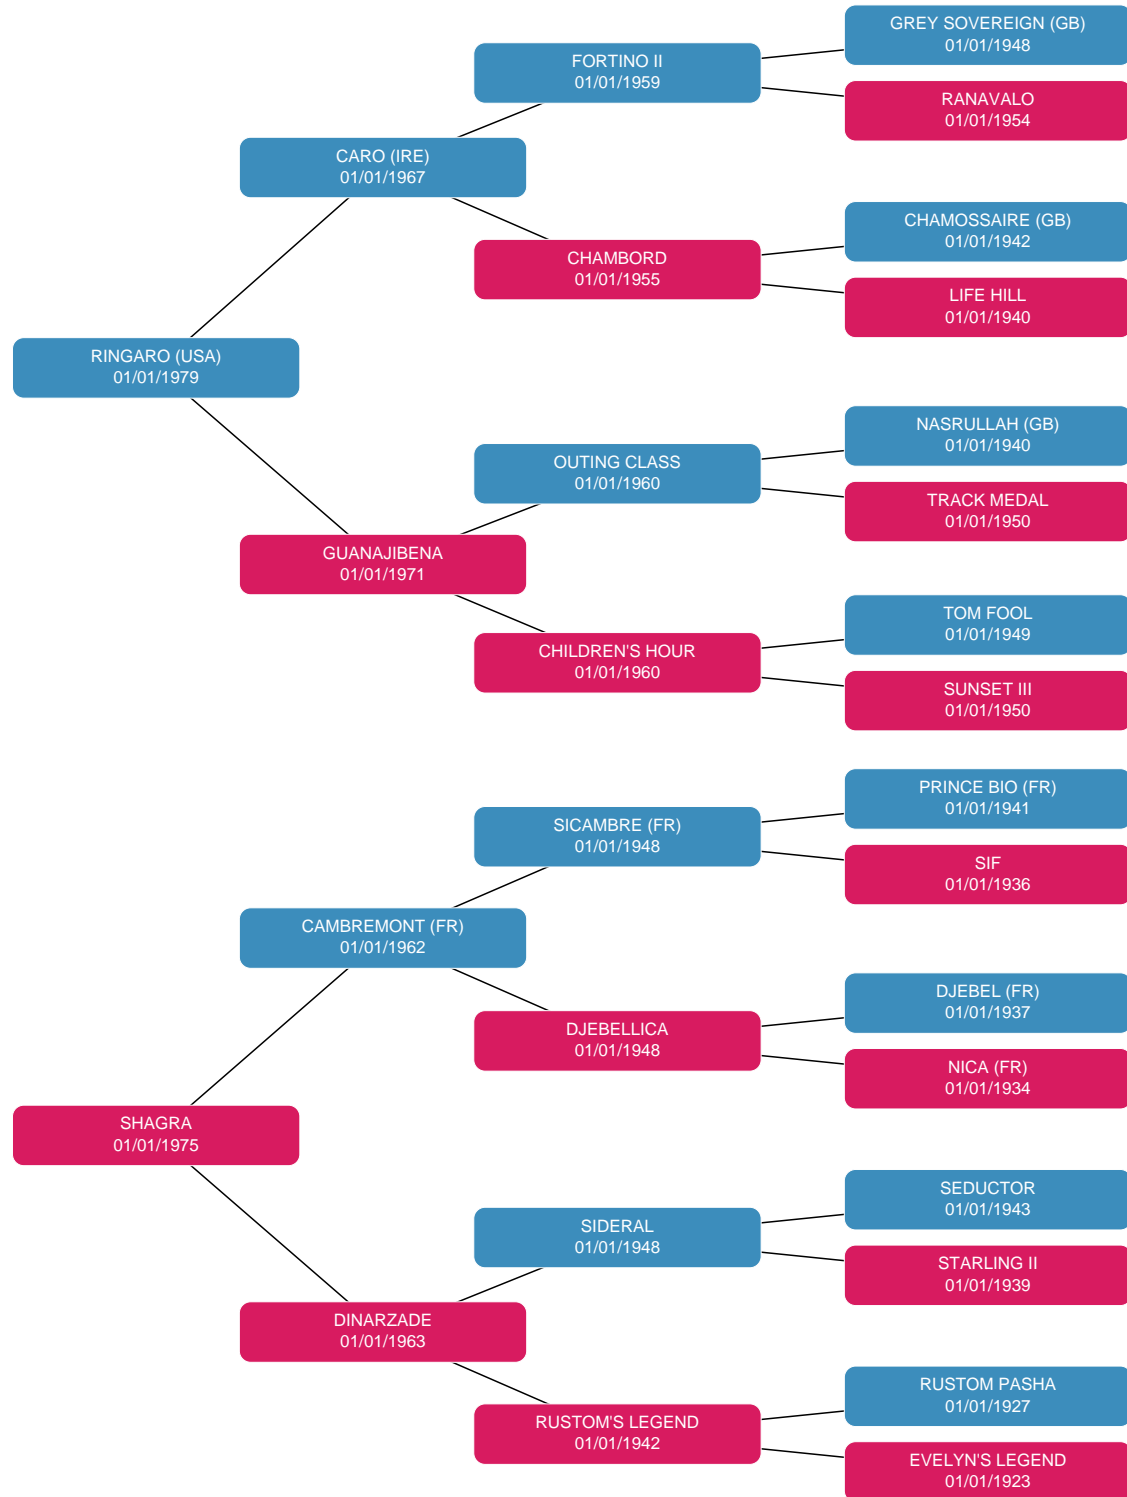 GREY SOVEREIGN (GB)
01/01/1948
FORTINO II
01/01/1959
RANAVALO
01/01/1954
CARO (IRE)
01/01/1967
CHAMOSSAIRE (GB)
01/01/1942
CHAMBORD
01/01/1955
LIFE HILL
01/01/1940
RINGARO (USA)
01/01/1979
NASRULLAH (GB)
01/01/1940
OUTING CLASS
01/01/1960
TRACK MEDAL
01/01/1950
GUANAJIBENA
01/01/1971
TOM FOOL
01/01/1949
CHILDREN'S HOUR
01/01/1960
SUNSET III
01/01/1950
PRINCE BIO (FR)
01/01/1941
SICAMBRE (FR)
01/01/1948
SIF
01/01/1936
CAMBREMONT (FR)
01/01/1962
DJEBEL (FR)
01/01/1937
DJEBELLICA
01/01/1948
NICA (FR)
01/01/1934
SHAGRA
01/01/1975
SEDUCTOR
01/01/1943
SIDERAL
01/01/1948
STARLING II
01/01/1939
DINARZADE
01/01/1963
RUSTOM PASHA
01/01/1927
RUSTOM'S LEGEND
01/01/1942
EVELYN'S LEGEND
01/01/1923